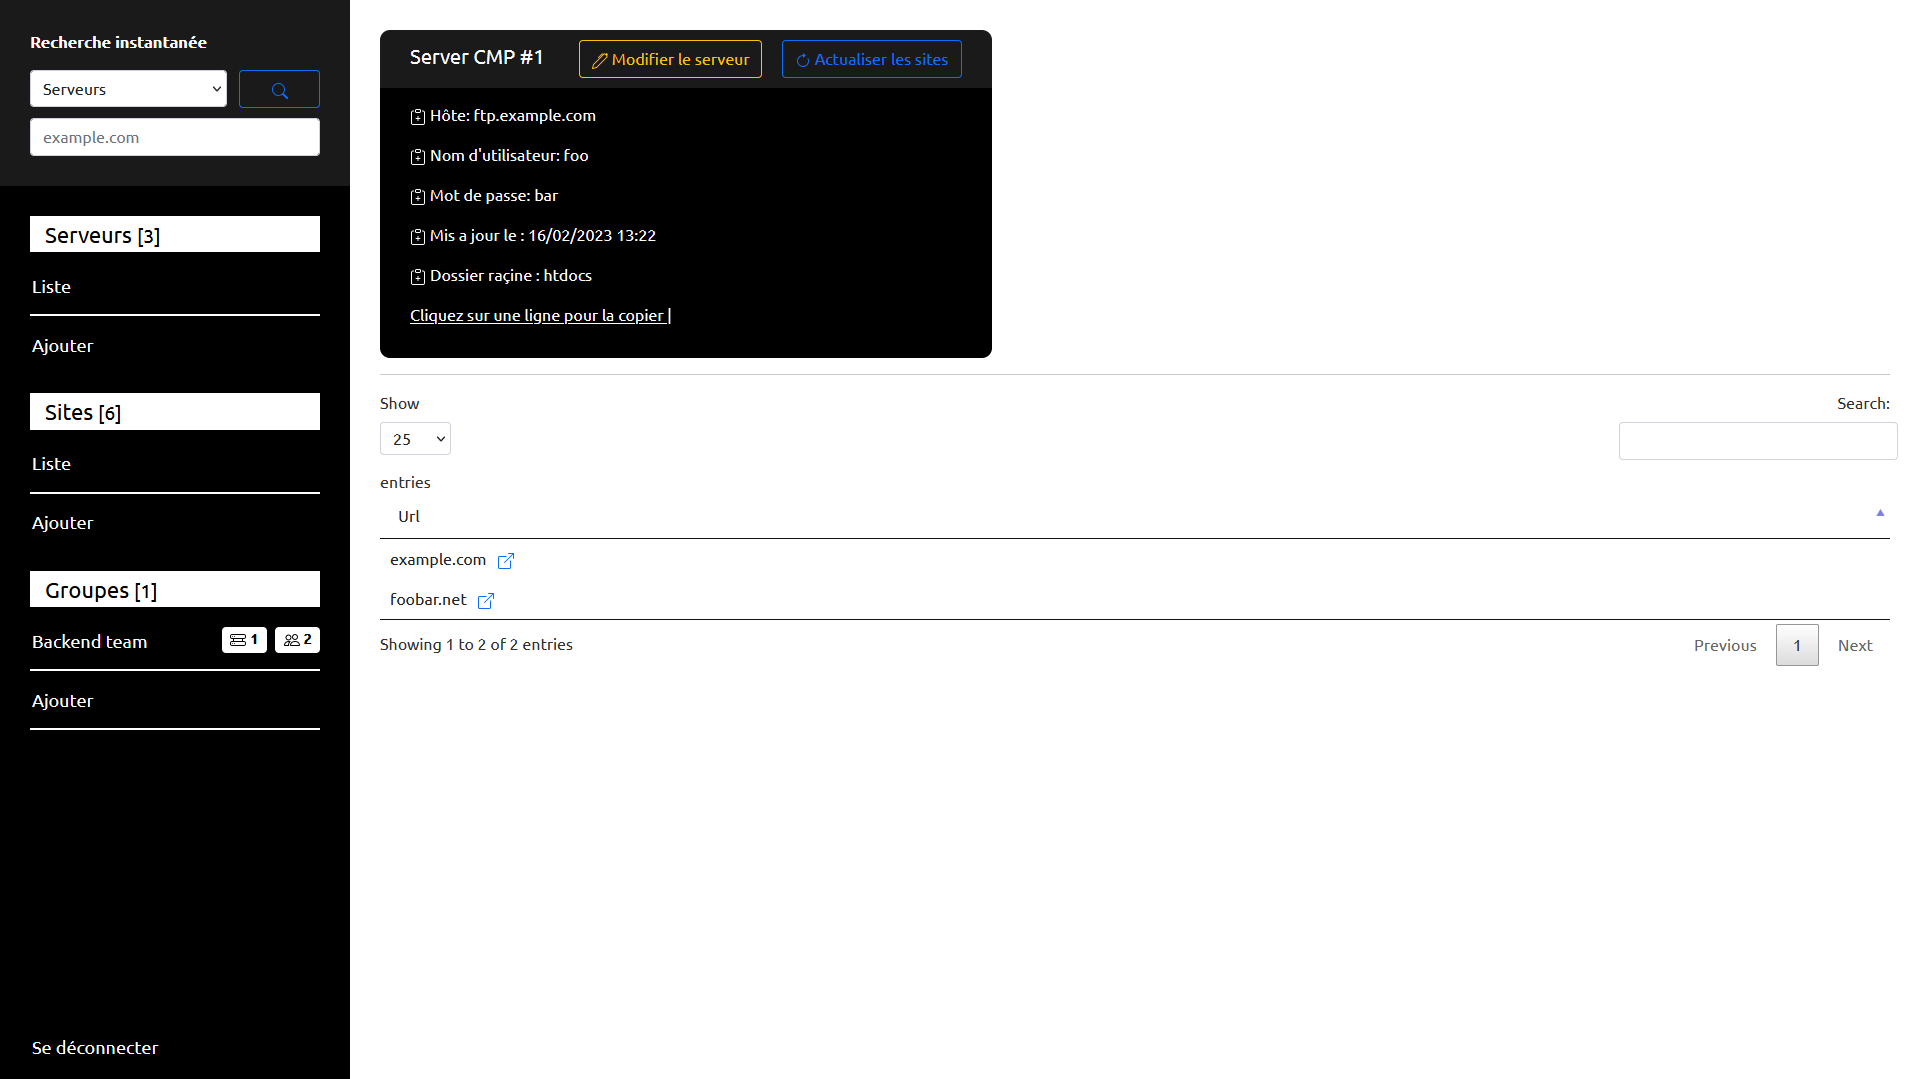 Recherche instantanée
Serveurs
example.com
Serveurs [3]
Liste
Ajouter
Sites [6]
Liste
Ajouter
Groupes [1]
Backend team 1 2
Ajouter
Se déconnecter
Server CMP #1 Modifier le serveur Actualiser les sites
Hôte: ftp.example.com
Nom d'utilisateur: foo
Mot de passe: bar
Mis a jour le : 16/02/2023 13:22
Dossier raçine : htdocs
Cliquez sur une ligne pour la copier |
Show
25
entries
Search:
Url
example.com
foobar.net
Showing 1 to 2 of 2 entries
Previous 1 Next